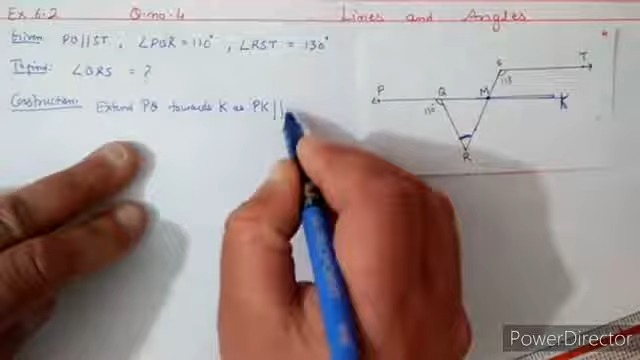 Ex 6.2 Q.no.4 Lines and Angles
Given: PQ||ST, ∠PQR = 110°, ∠RST = 130°
To find: ∠QRS = ?
Construction: Extend PQ towards K as PK||
S T
P Q M K
110°
R
PowerDirector